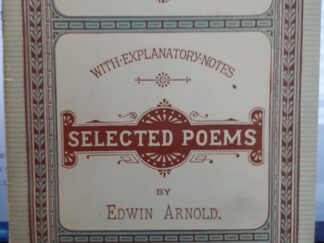 WITH·EXPLANATORY·NOTES
SELECTED POEMS
BY
EDWIN ARNOLD.